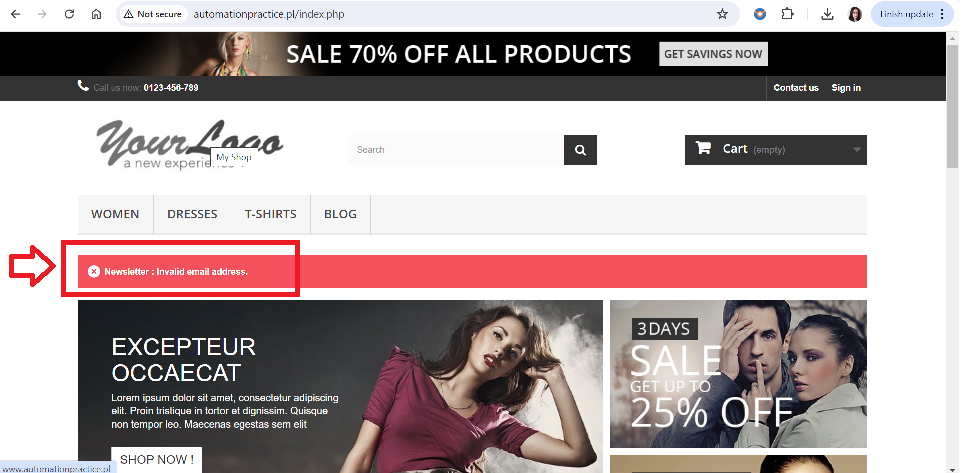 Not secure automationpractice.pl/index.php Finish update
SALE 70% OFF ALL PRODUCTS GET SAVINGS NOW
Call us now: 0123-456-789 Contact us Sign in
YourLogo
a new experience
My Shop
Search
Cart (empty)
WOMEN DRESSES T-SHIRTS BLOG
Newsletter : Invalid email address.
EXCEPTEUR
OCCAECAT
Lorem ipsum dolor sit amet, consectetur adipiscing
elit. Proin tristique in tortor et dignissim. Quisque
non tempor leo. Maecenas egestas sem elit
SHOP NOW !
3 DAYS
SALE
GET UP TO
25% OFF
www.automationpractice.pl